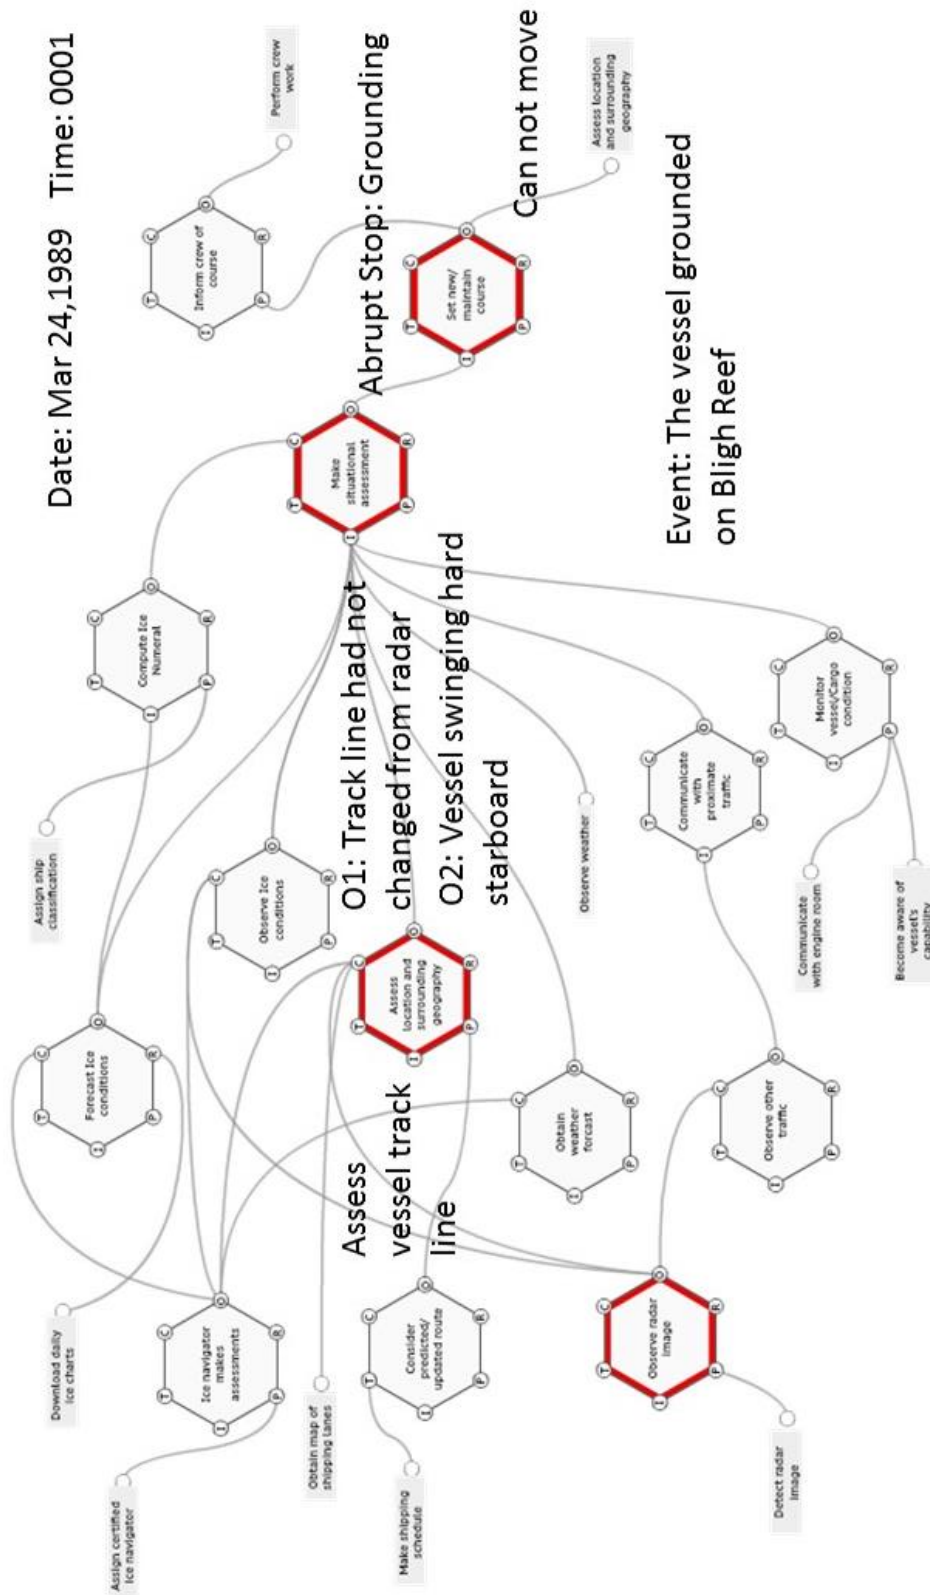 Date: Mar 24,1989    Time: 0001
Download daily
ice charts
Assign certified
ice navigator
Assign ship
classification
Forecast Ice
conditions
Compute Ice
Numeral
Inform crew of
course
Perform crew
work
Ice navigator
makes
assessments
Observe Ice
conditions
Make
situational
assessment
Abrupt Stop: Grounding
Obtain map of
shipping lanes
Assess
vessel track
line
Assess
location and
surrounding
geography
O1: Track line had not
changed from radar
O2: Vessel swinging hard
starboard
Set new/
maintain
course
Can not move
Assess location
and surrounding
geography
Make shipping
schedule
Consider
predicted/
updated route
Obtain
weather
forcast
Observe weather
Event: The vessel grounded
on Bligh Reef
Detect radar
image
Observe radar
image
Observe other
traffic
Communicate
with
proximate
traffic
Monitor
vessel/Cargo
condition
Communicate
with engine room
Become aware of
vessel's
capability
T C I O P R
T C I O P R
T C I O P R
T C I O P R
T C I O P R
T C I O P R
T C I O P R
T C I O P R
T C I O P R
T C I O P R
T C I O P R
T C I O P R
T C I O P R
T C I O P R